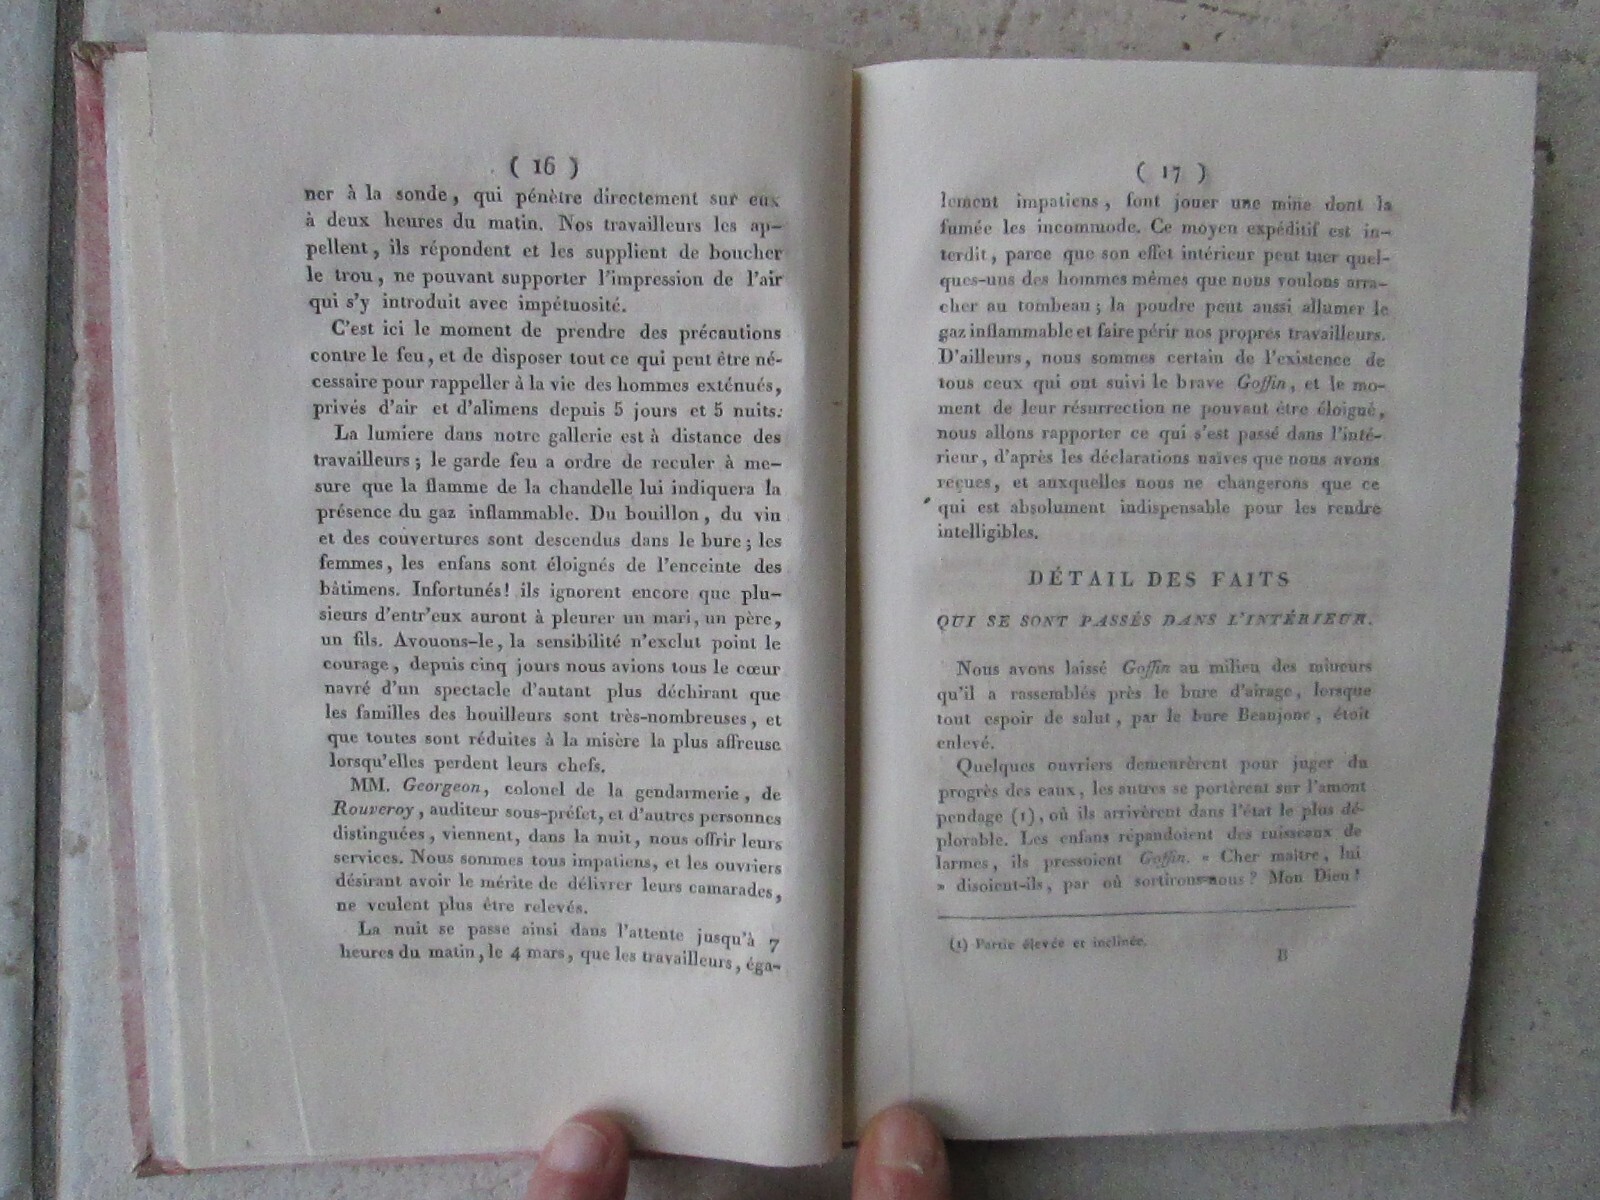 ( 16 )
ner à la sonde, qui pénètre directement sur eux
à deux heures du matin. Nos travailleurs les ap-
pellent, ils répondent et les supplient de boucher
le trou, ne pouvant supporter l'impression de l'air
qui s'y introduit avec impétuosité.
C'est ici le moment de prendre des précautions
contre le feu, et de disposer tout ce qui peut être né-
cessaire pour rappeller à la vie des hommes exténués,
privés d'air et d'alimens depuis 5 jours et 5 nuits.
La lumiere dans notre gallerie est à distance des
travailleurs; le garde feu a ordre de reculer à me-
sure que la flamme de la chandelle lui indiquera la
présence du gaz inflammable. Du bouillon, du vin
et des couvertures sont descendus dans le bure; les
femmes, les enfans sont éloignés de l'enceinte des
bâtimens. Infortunés! ils ignorent encore que plu-
sieurs d'entr'eux auront à pleurer un mari, un père,
un fils. Avouons-le, la sensibilité n'exclut point le
courage, depuis cinq jours nous avions tous le cœur
navré d'un spectacle d'autant plus déchirant que
les familles des houilleurs sont très-nombreuses, et
que toutes sont réduites à la misère la plus affreuse
lorsqu'elles perdent leurs chefs.
MM. Georgeon, colonel de la gendarmerie, de
Rouveroy, auditeur sous-préfet, et d'autres personnes
distinguées, viennent, dans la nuit, nous offrir leurs
services. Nous sommes tous impatiens, et les ouvriers
désirant avoir le mérite de délivrer leurs camarades,
ne veulent plus être relevés.
La nuit se passe ainsi dans l'attente jusqu'à 7
heures du matin, le 4 mars, que les travailleurs, éga-
( 17 )
lement impatiens, font jouer une mine dont la
fumée les incommode. Ce moyen expéditif est in-
terdit, parce que son effet intérieur peut tuer quel-
ques-uns des hommes mêmes que nous voulons arra-
cher au tombeau; la poudre peut aussi allumer le
gaz inflammable et faire périr nos propres travailleurs.
D'ailleurs, nous sommes certain de l'existence de
tous ceux qui ont suivi le brave Goffin, et le mo-
ment de leur résurrection ne pouvant être éloigué,
nous allons rapporter ce qui s'est passé dans l'inté-
rieur, d'après les déclarations naïves que nous avons
reçues, et auxquelles nous ne changerons que ce
qui est absolument indispensable pour les rendre
intelligibles.
DÉTAIL DES FAITS
QUI SE SONT PASSÉS DANS L'INTÉRIEUR.
Nous avons laissé Goffin au milieu des mineurs
qu'il a rassemblés près le bure d'airage, lorsque
tout espoir de salut, par le bure Beaujonc, étoit
enlevé.
Quelques ouvriers demeurèrent pour juger du
progrès des eaux, les autres se portèrent sur l'amont
pendage (1), où ils arrivèrent dans l'état le plus dé-
plorable. Les enfans répandoient des ruisseaux de
larmes, ils pressoient Goffin. « Cher maître, lui
» disoient-ils, par où sortirons-nous? Mon Dieu!
(1) Partie élevée et inclinée.
B